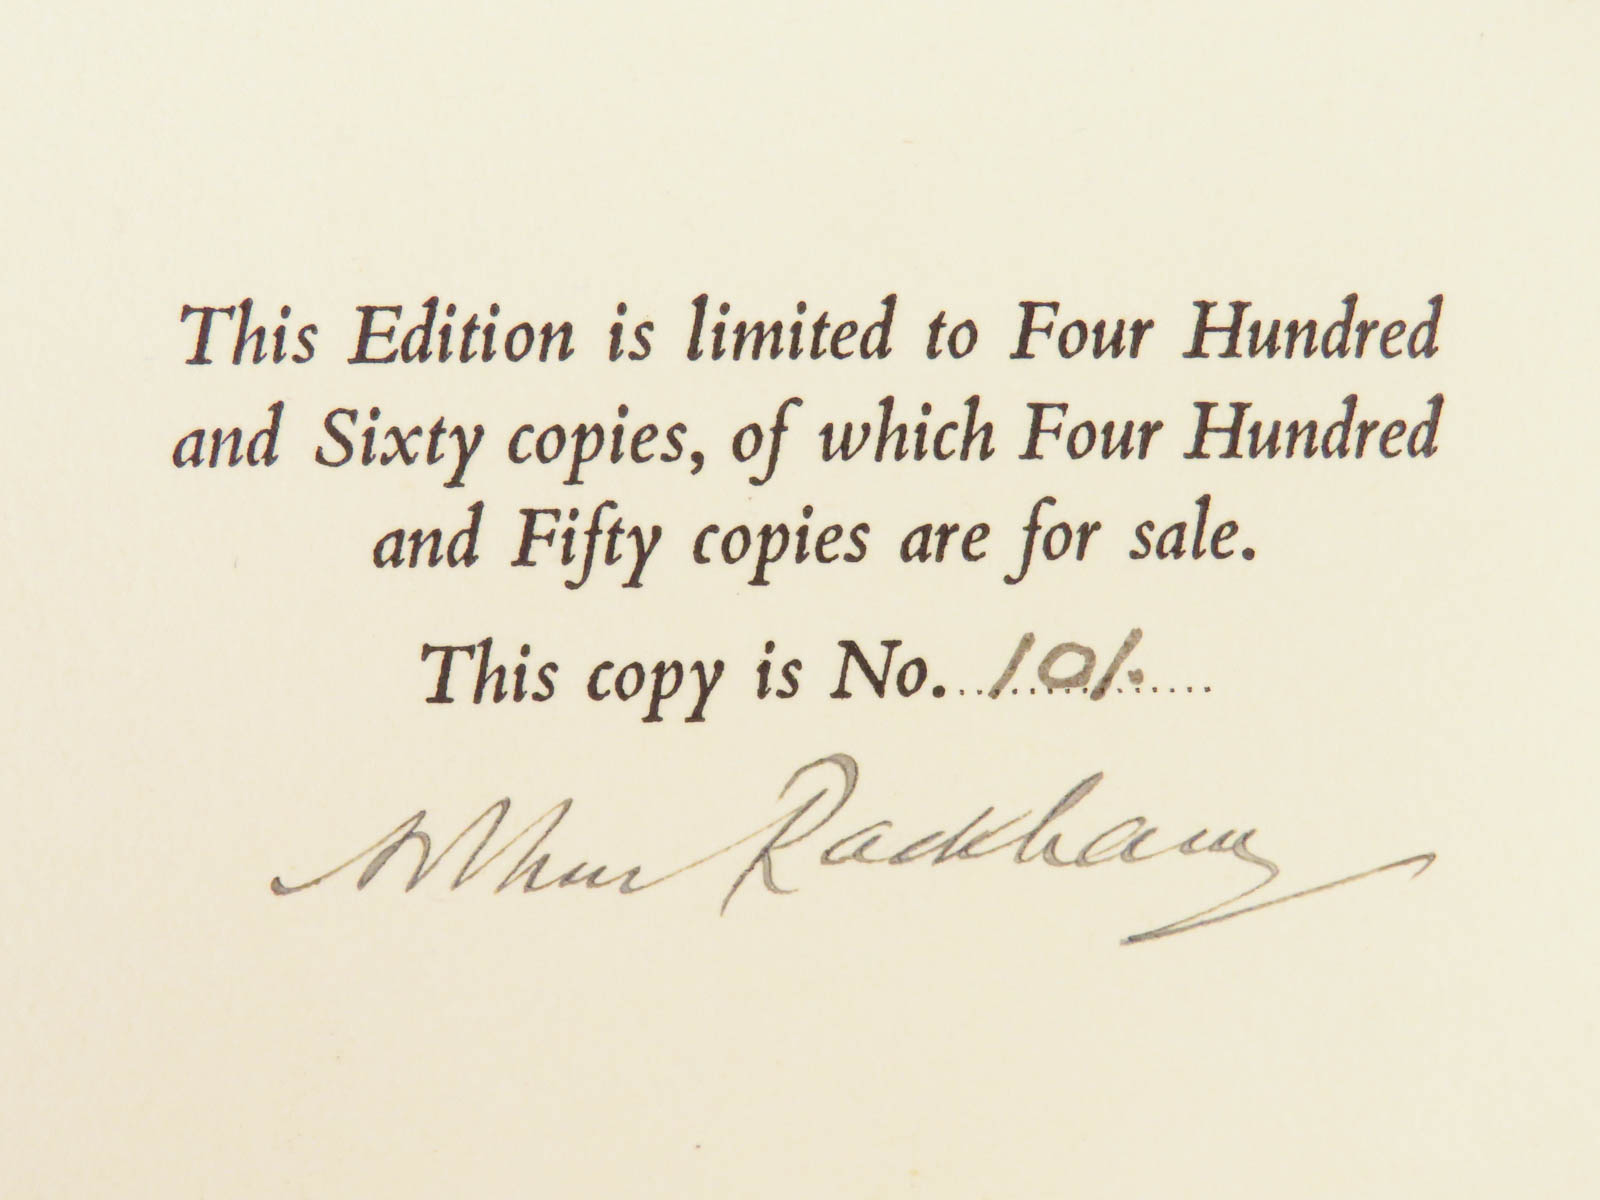 This Edition is limited to Four Hundred
and Sixty copies, of which Four Hundred
and Fifty copies are for sale.
This copy is No. 101.
Arthur Rackham